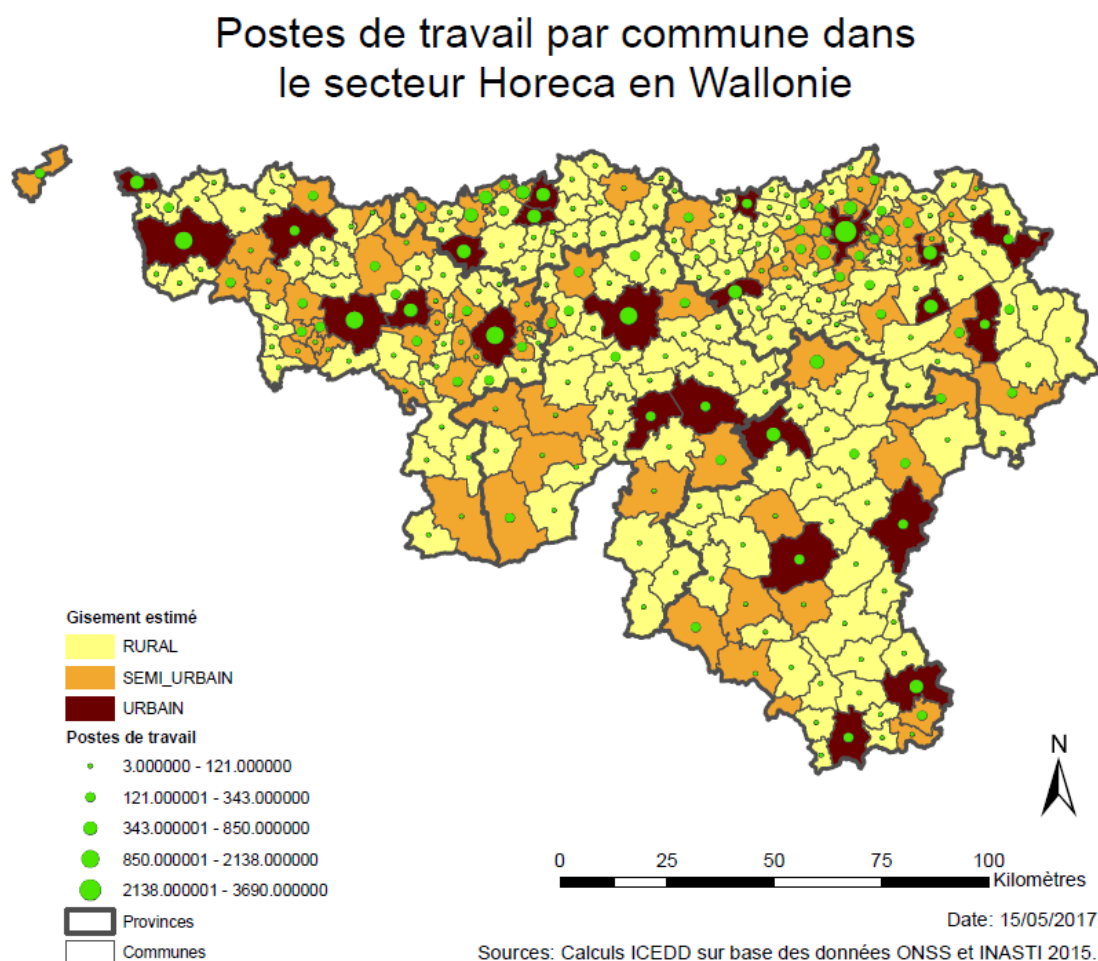 Postes de travail par commune dans
le secteur Horeca en Wallonie
Gisement estimé
RURAL
SEMI_URBAIN
URBAIN
Postes de travail
3.000000 - 121.000000
121.000001 - 343.000000
343.000001 - 850.000000
850.000001 - 2138.000000
2138.000001 - 3690.000000
Provinces
Communes
N
0 25 50 75 100
Kilomètres
Date: 15/05/2017
Sources: Calculs ICEDD sur base des données ONSS et INASTI 2015.